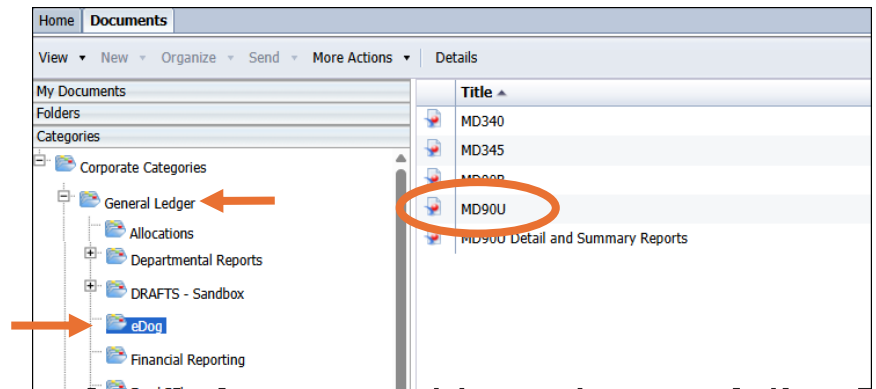 Home Documents
View New Organize Send More Actions Details
My Documents
Folders
Categories
Corporate Categories
General Ledger
Allocations
Departmental Reports
DRAFTS - Sandbox
eDog
Financial Reporting
Title
MD340
MD345
MD90U
MD90U Detail and Summary Reports